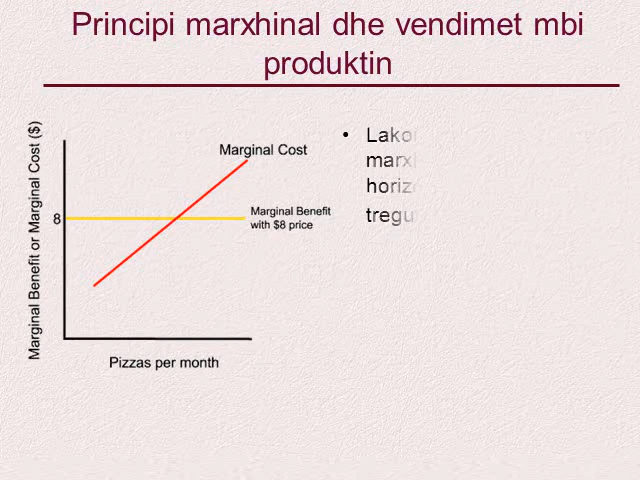 Principi marxhinal dhe vendimet mbi
produktin
Marginal Benefit or Marginal Cost ($)
Marginal Cost
8
Marginal Benefit
with $8 price
Pizzas per month
•